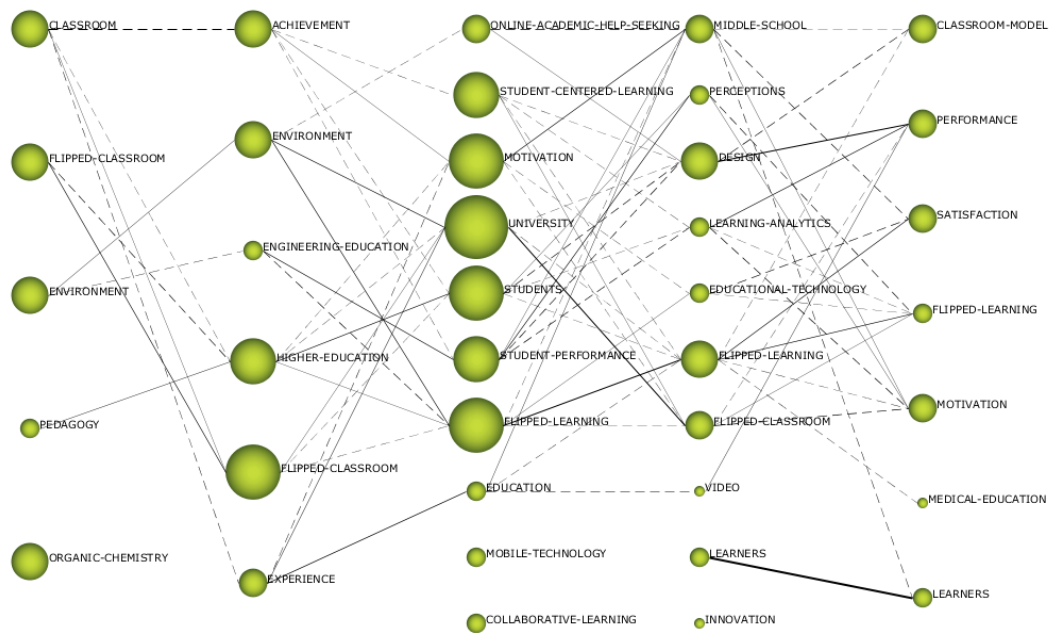 CLASSROOM
FLIPPED-CLASSROOM
ENVIRONMENT
PEDAGOGY
ORGANIC-CHEMISTRY
ACHIEVEMENT
ENVIRONMENT
ENGINEERING-EDUCATION
HIGHER-EDUCATION
FLIPPED-CLASSROOM
EXPERIENCE
ONLINE-ACADEMIC-HELP-SEEKING
STUDENT-CENTERED-LEARNING
MOTIVATION
UNIVERSITY
STUDENTS
STUDENT-PERFORMANCE
FLIPPED-LEARNING
EDUCATION
MOBILE-TECHNOLOGY
COLLABORATIVE-LEARNING
MIDDLE-SCHOOL
PERCEPTIONS
DESIGN
LEARNING-ANALYTICS
EDUCATIONAL-TECHNOLOGY
FLIPPED-LEARNING
FLIPPED-CLASSROOM
VIDEO
LEARNERS
INNOVATION
CLASSROOM-MODEL
PERFORMANCE
SATISFACTION
FLIPPED-LEARNING
MOTIVATION
MEDICAL-EDUCATION
LEARNERS